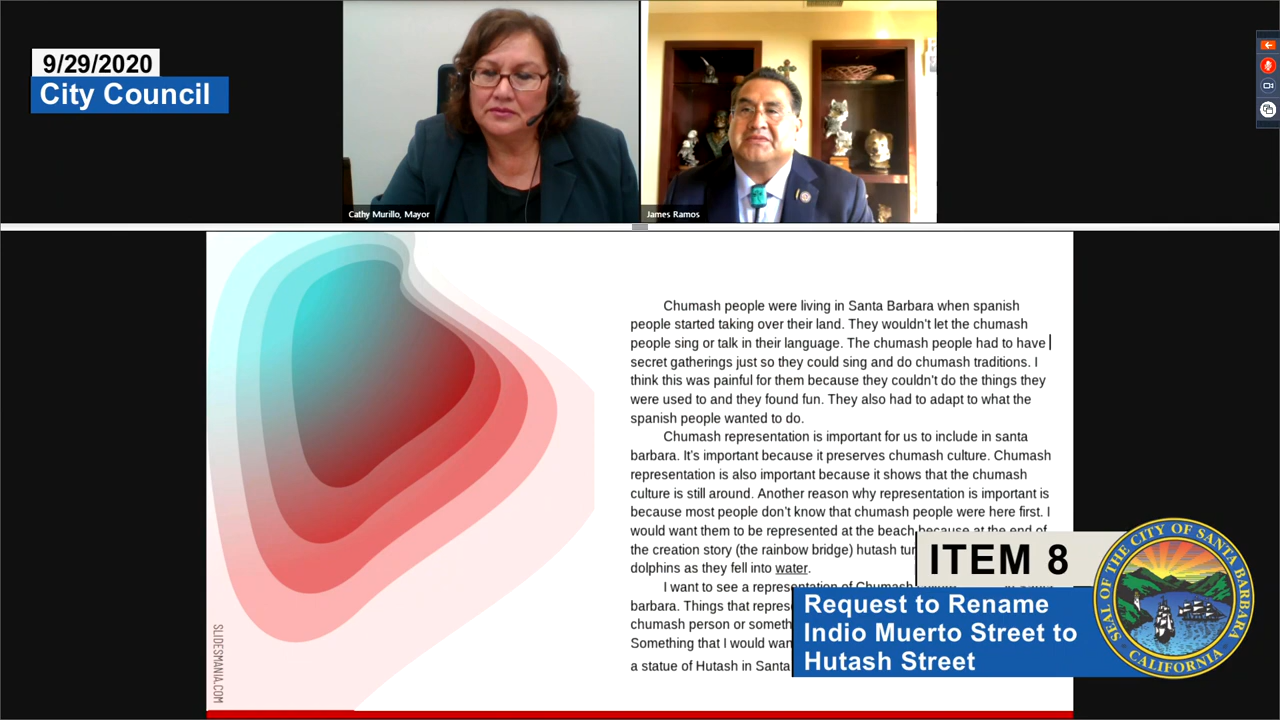 9/29/2020
City Council
Cathy Murillo, Mayor
James Ramos
Chumash people were living in Santa Barbara when spanish
people started taking over their land. They wouldn't let the chumash
people sing or talk in their language. The chumash people had to have
secret gatherings just so they could sing and do chumash traditions. I
think this was painful for them because they couldn't do the things they
were used to and they found fun. They also had to adapt to what the
spanish people wanted to do.
Chumash representation is important for us to include in santa
barbara. It's important because it preserves chumash culture. Chumash
representation is also important because it shows that the chumash
culture is still around. Another reason why representation is important is
because most people don't know that chumash people were here first. I
would want them to be represented at the beach because at the end of
the creation story (the rainbow bridge) hutash
dolphins as they fell into water.
I want to see a representation of Chumash
barbara. Things that
chumash person or
Something that I would
a statue of Hutash in Santa
SLIDESMANIA.COM
ITEM 8
Request to Rename
Indio Muerto Street to
Hutash Street
SEAL OF THE CITY OF SANTA BARBARA
CALIFORNIA